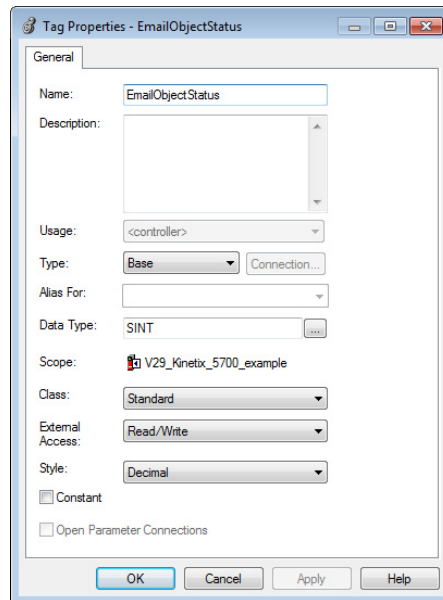 Tag Properties - EmailObjectStatus
General
Name: EmailObjectStatus
Description:
Usage: <controller>
Type: Base Connection...
Alias For:
Data Type: SINT ...
Scope: V29_Kinetix_5700_example
Class: Standard
External
Access: Read/Write
Style: Decimal
Constant
Open Parameter Connections
OK Cancel Apply Help